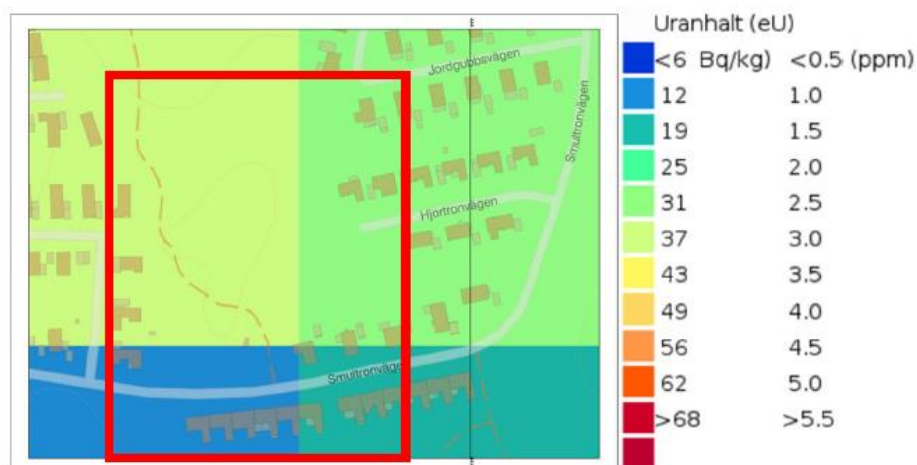 Jordgubbsvägen
Smultronvägen
Hjortronvägen
Smultronvägen
Uranhalt (eU)
<6 Bq/kg) <0.5 (ppm)
12 1.0
19 1.5
25 2.0
31 2.5
37 3.0
43 3.5
49 4.0
56 4.5
62 5.0
>68 >5.5